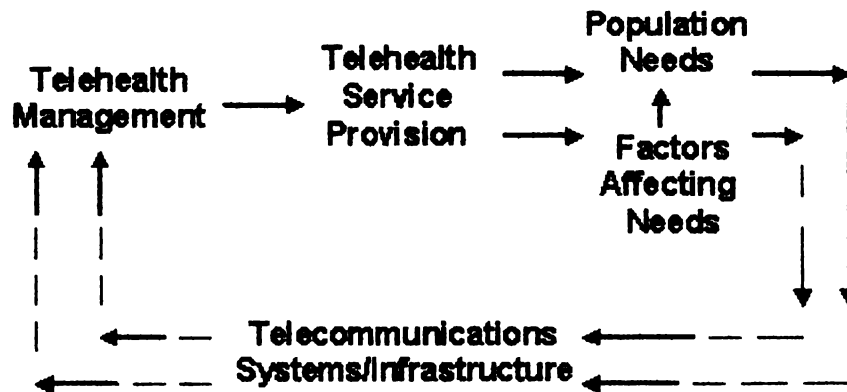 Telehealth
Management
Telehealth
Service
Provision
Population
Needs
Factors
Affecting
Needs
Telecommunications
Systems/Infrastructure